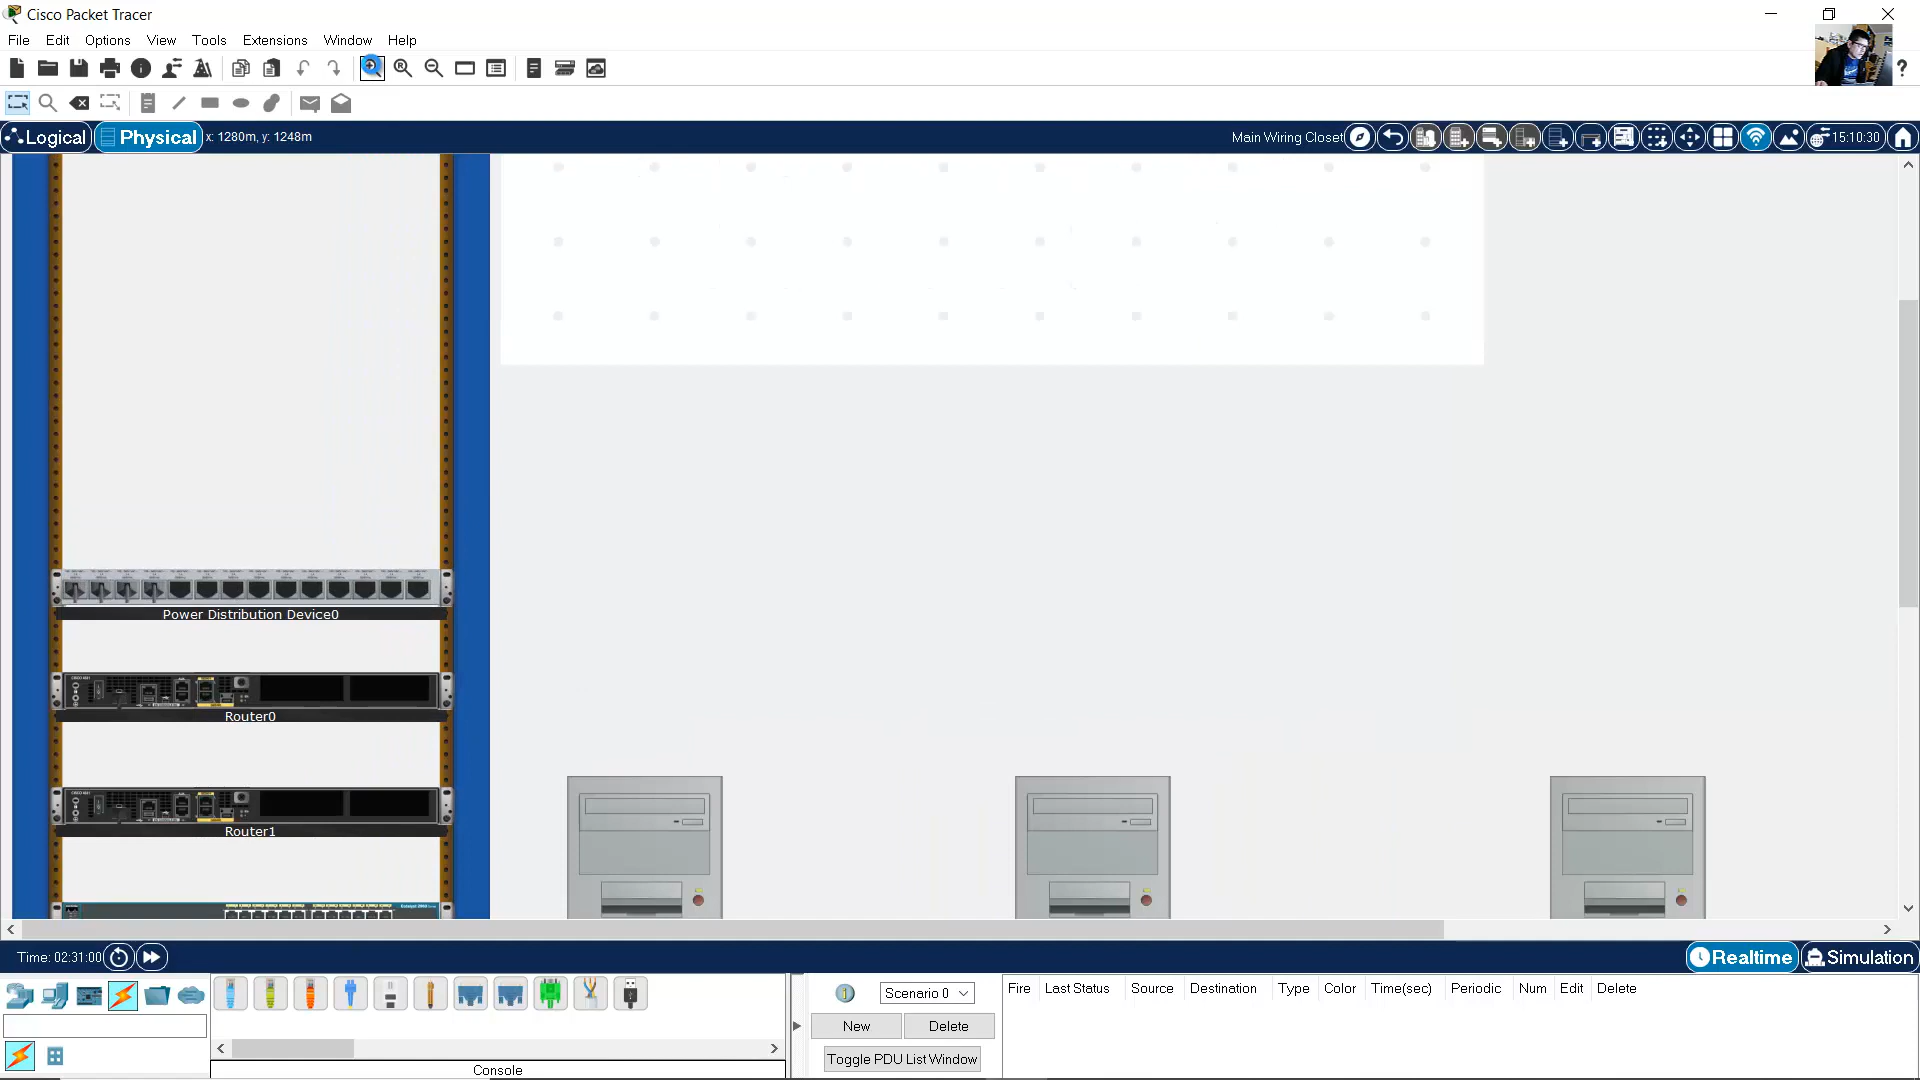 Cisco Packet Tracer
File Edit Options View Tools Extensions Window Help
?
Logical Physical x: 1280m, y: 1248m Main Wiring Closet 15:10:30
Power Distribution Device0
Router0
Router1
Time: 02:31:00 Realtime Simulation
Scenario 0 Fire Last Status Source Destination Type Color Time(sec) Periodic Num Edit Delete
New Delete
Toggle PDU List Window
Console